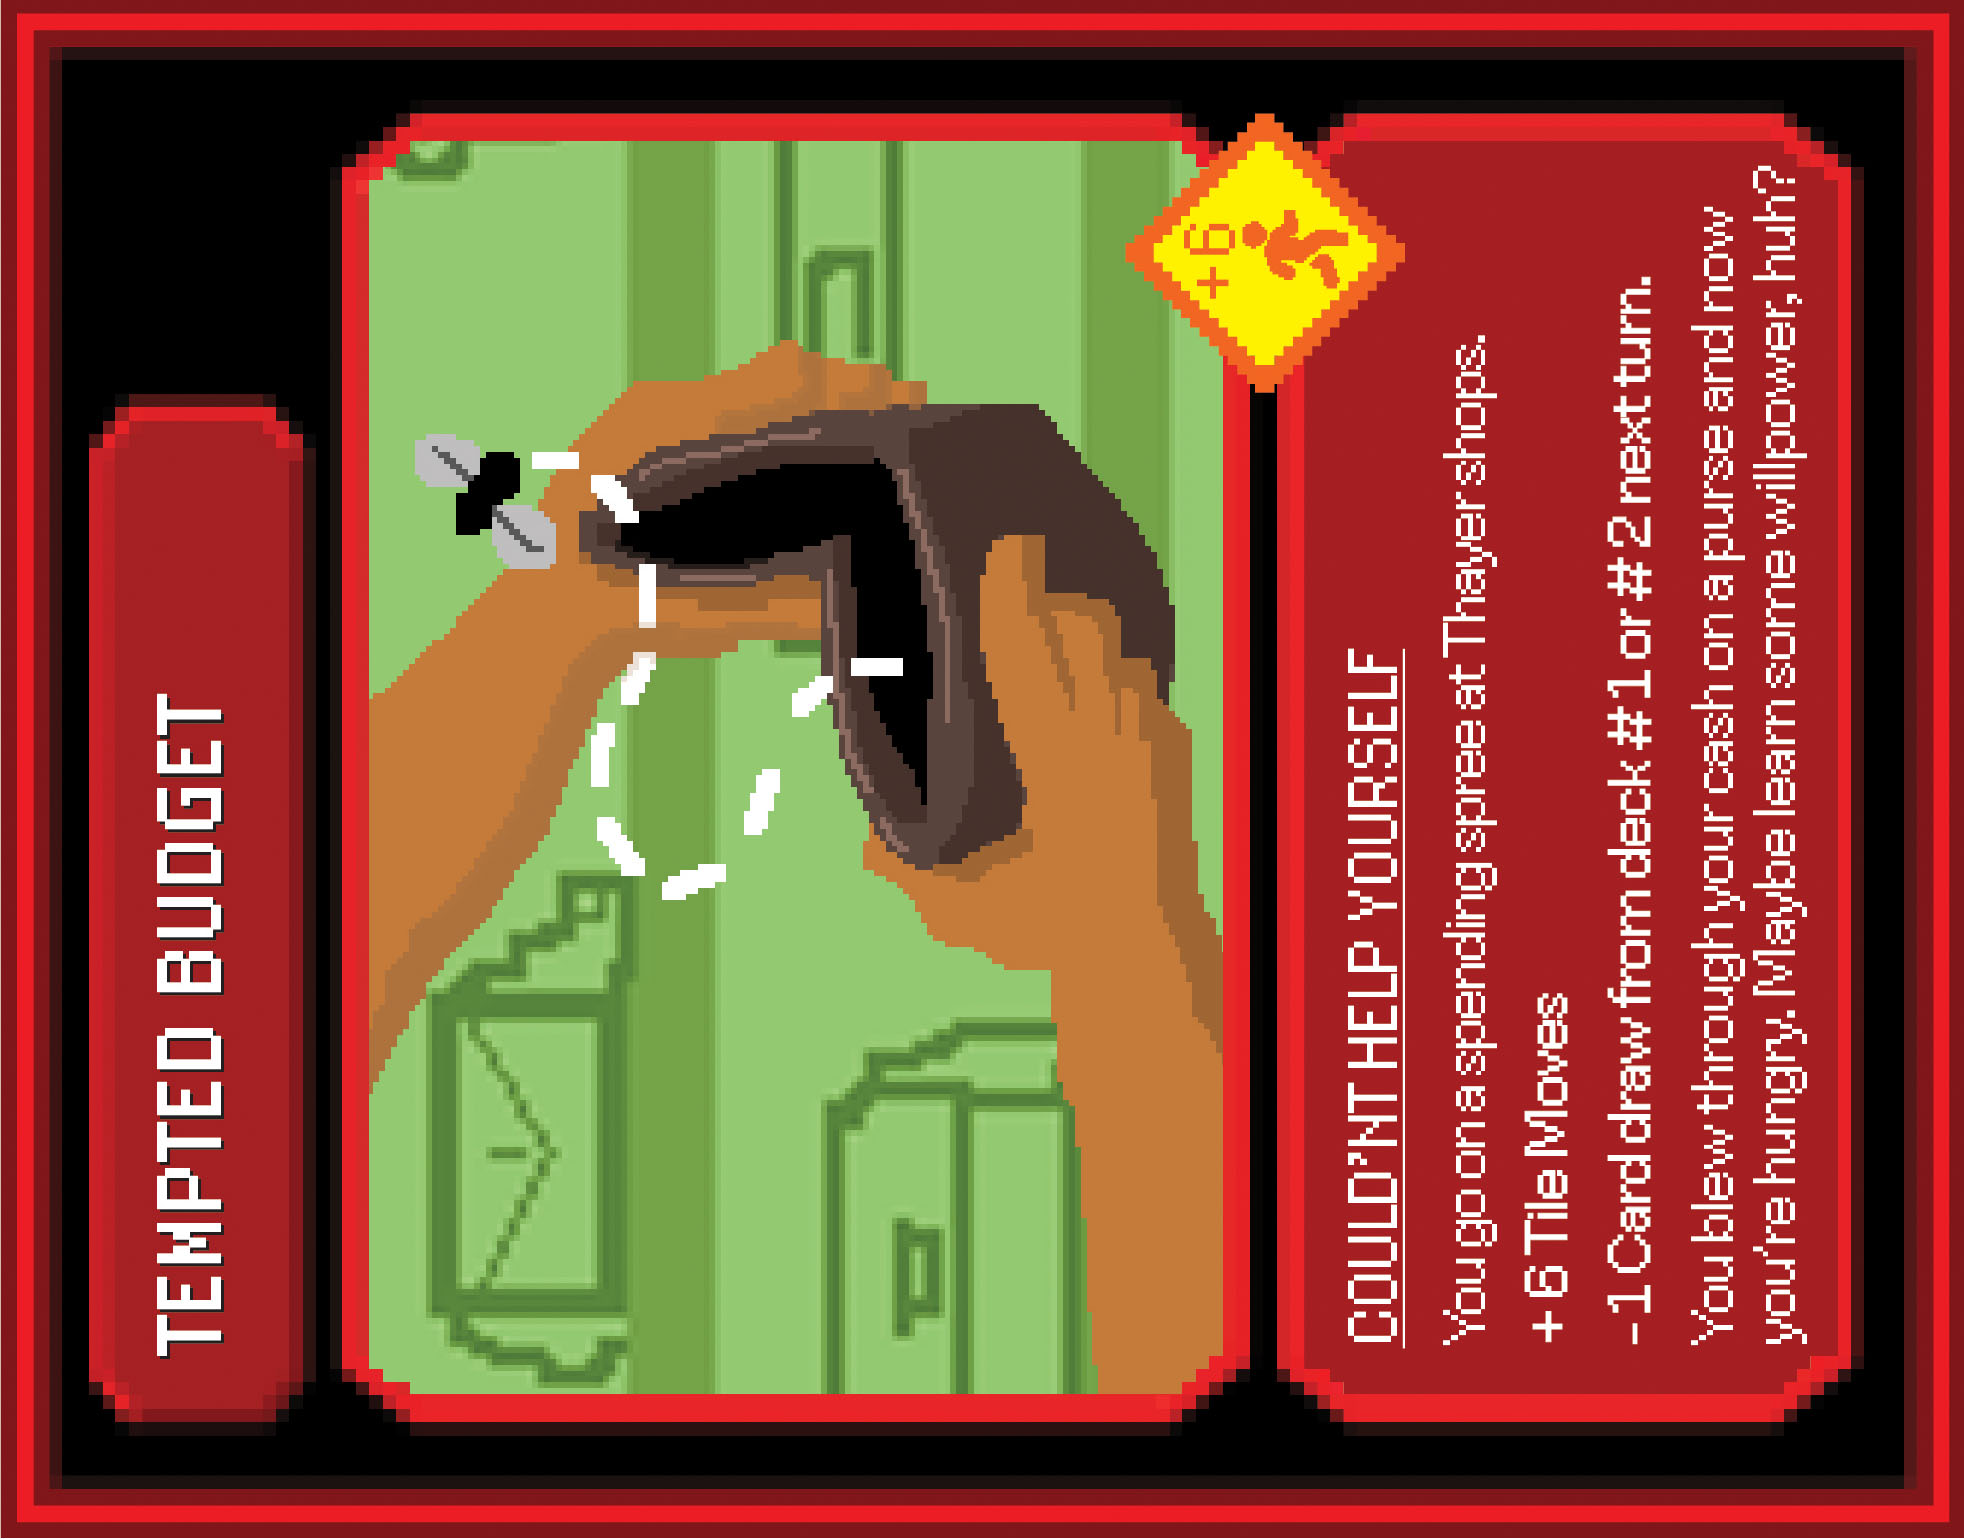 TEMPTED BUDGET
+6
COULD'NT HELP YOURSELF
You go on a spending spree at Thayer shops.
+ 6 Tile Moves
-1 Card draw from deck #1 or #2 next turn.
You blew through your cash on a purse and now
you're hungry. Maybe learn some willpower, huh?